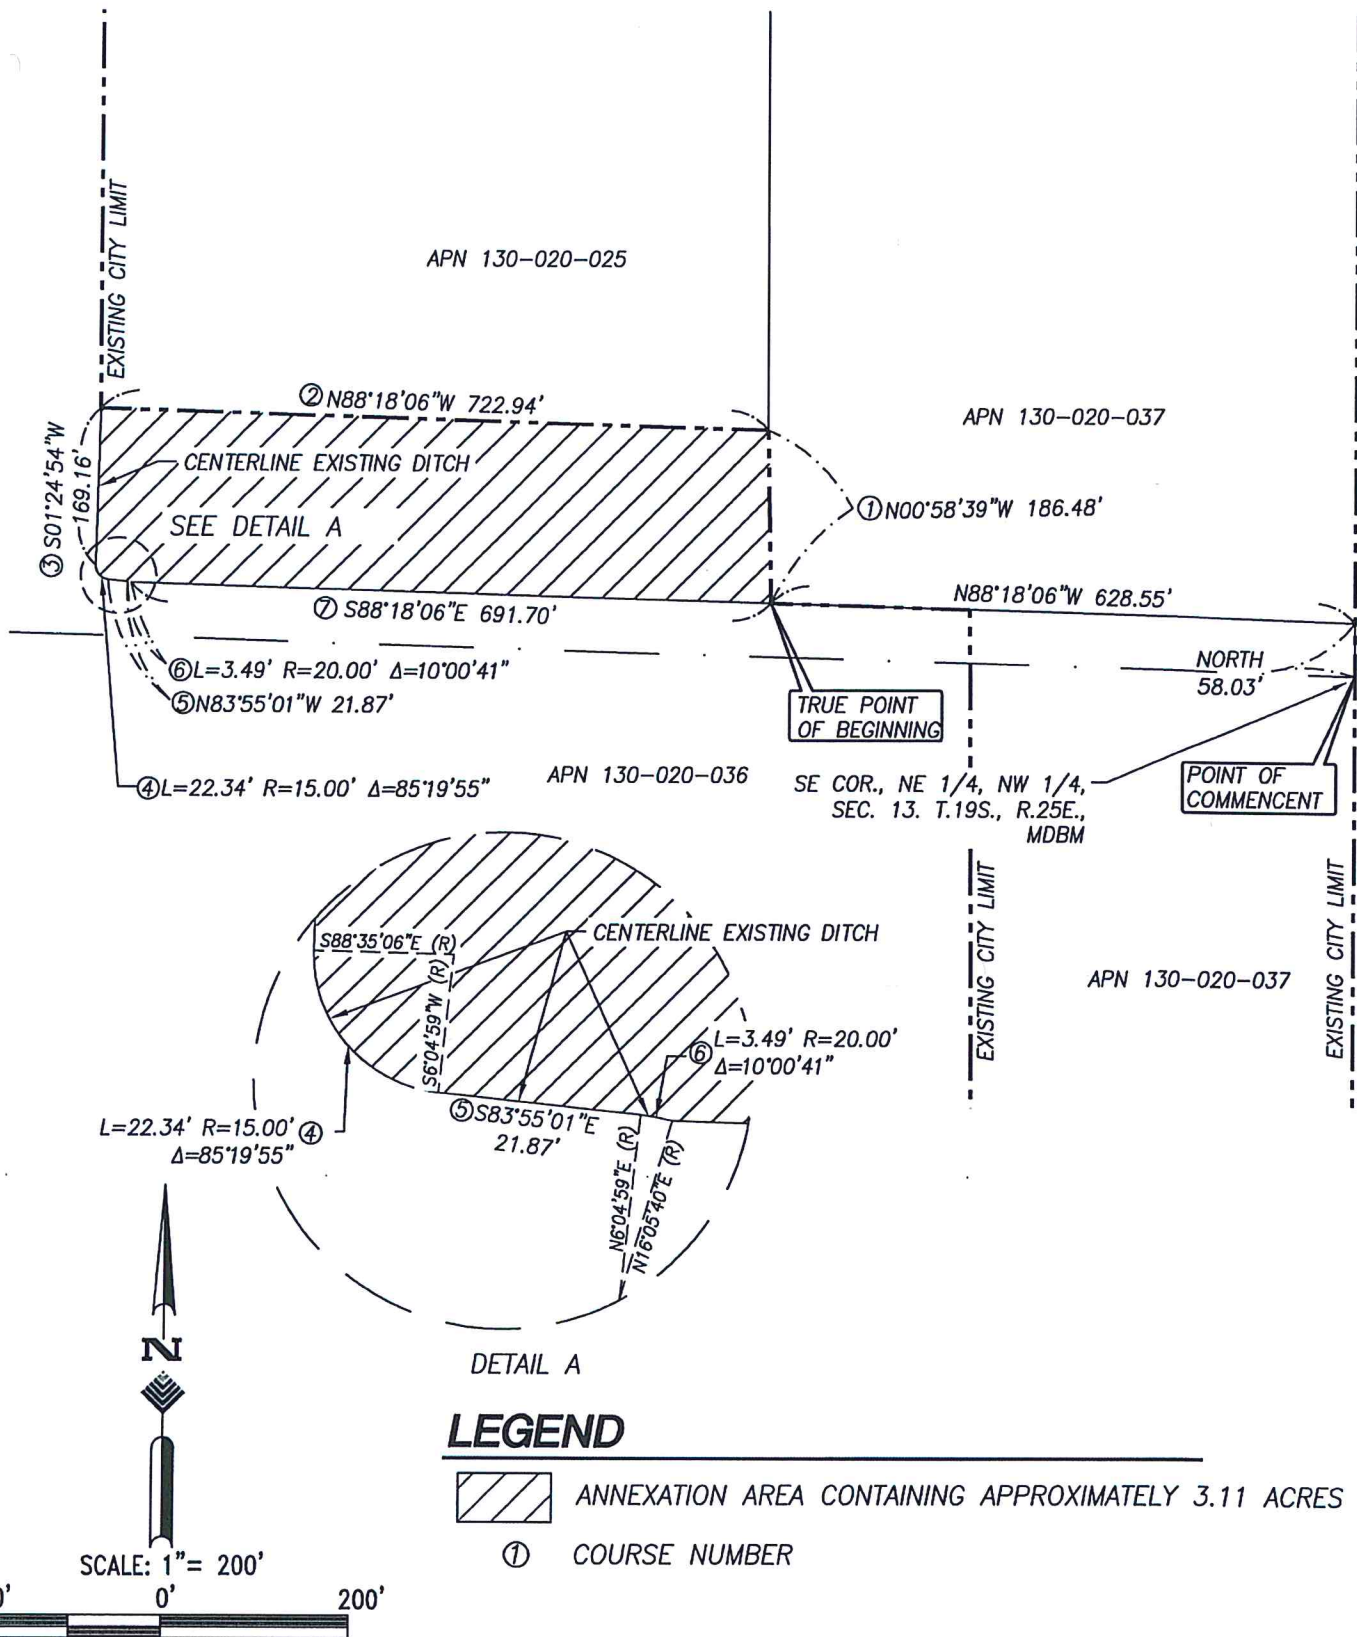 EXISTING CITY LIMIT
APN 130-020-025
② N88°18'06"W 722.94'
APN 130-020-037
③ S01°24'54"W
169.16'
CENTERLINE EXISTING DITCH
① N00°58'39"W 186.48'
SEE DETAIL A
N88°18'06"W 628.55'
⑦ S88°18'06"E 691.70'
⑥ L=3.49' R=20.00' Δ=10°00'41"
NORTH
58.03'
⑤ N83°55'01"W 21.87'
TRUE POINT
OF BEGINNING
④ L=22.34' R=15.00' Δ=85°19'55"
APN 130-020-036
SE COR., NE 1/4, NW 1/4,
SEC. 13. T.19S., R.25E.,
MDBM
POINT OF
COMMENCENT
EXISTING CITY LIMIT
EXISTING CITY LIMIT
APN 130-020-037
S88°35'06"E (R)
CENTERLINE EXISTING DITCH
S6°04'59"W (R)
⑥ L=3.49' R=20.00'
Δ=10°00'41"
⑤ S83°55'01"E
21.87'
L=22.34' R=15.00' ④
Δ=85°19'55"
N6°04'59"E (R)
N16°05'40"E (R)
N
DETAIL A
LEGEND
ANNEXATION AREA CONTAINING APPROXIMATELY 3.11 ACRES
① COURSE NUMBER
SCALE: 1"= 200'
0' 0' 200'